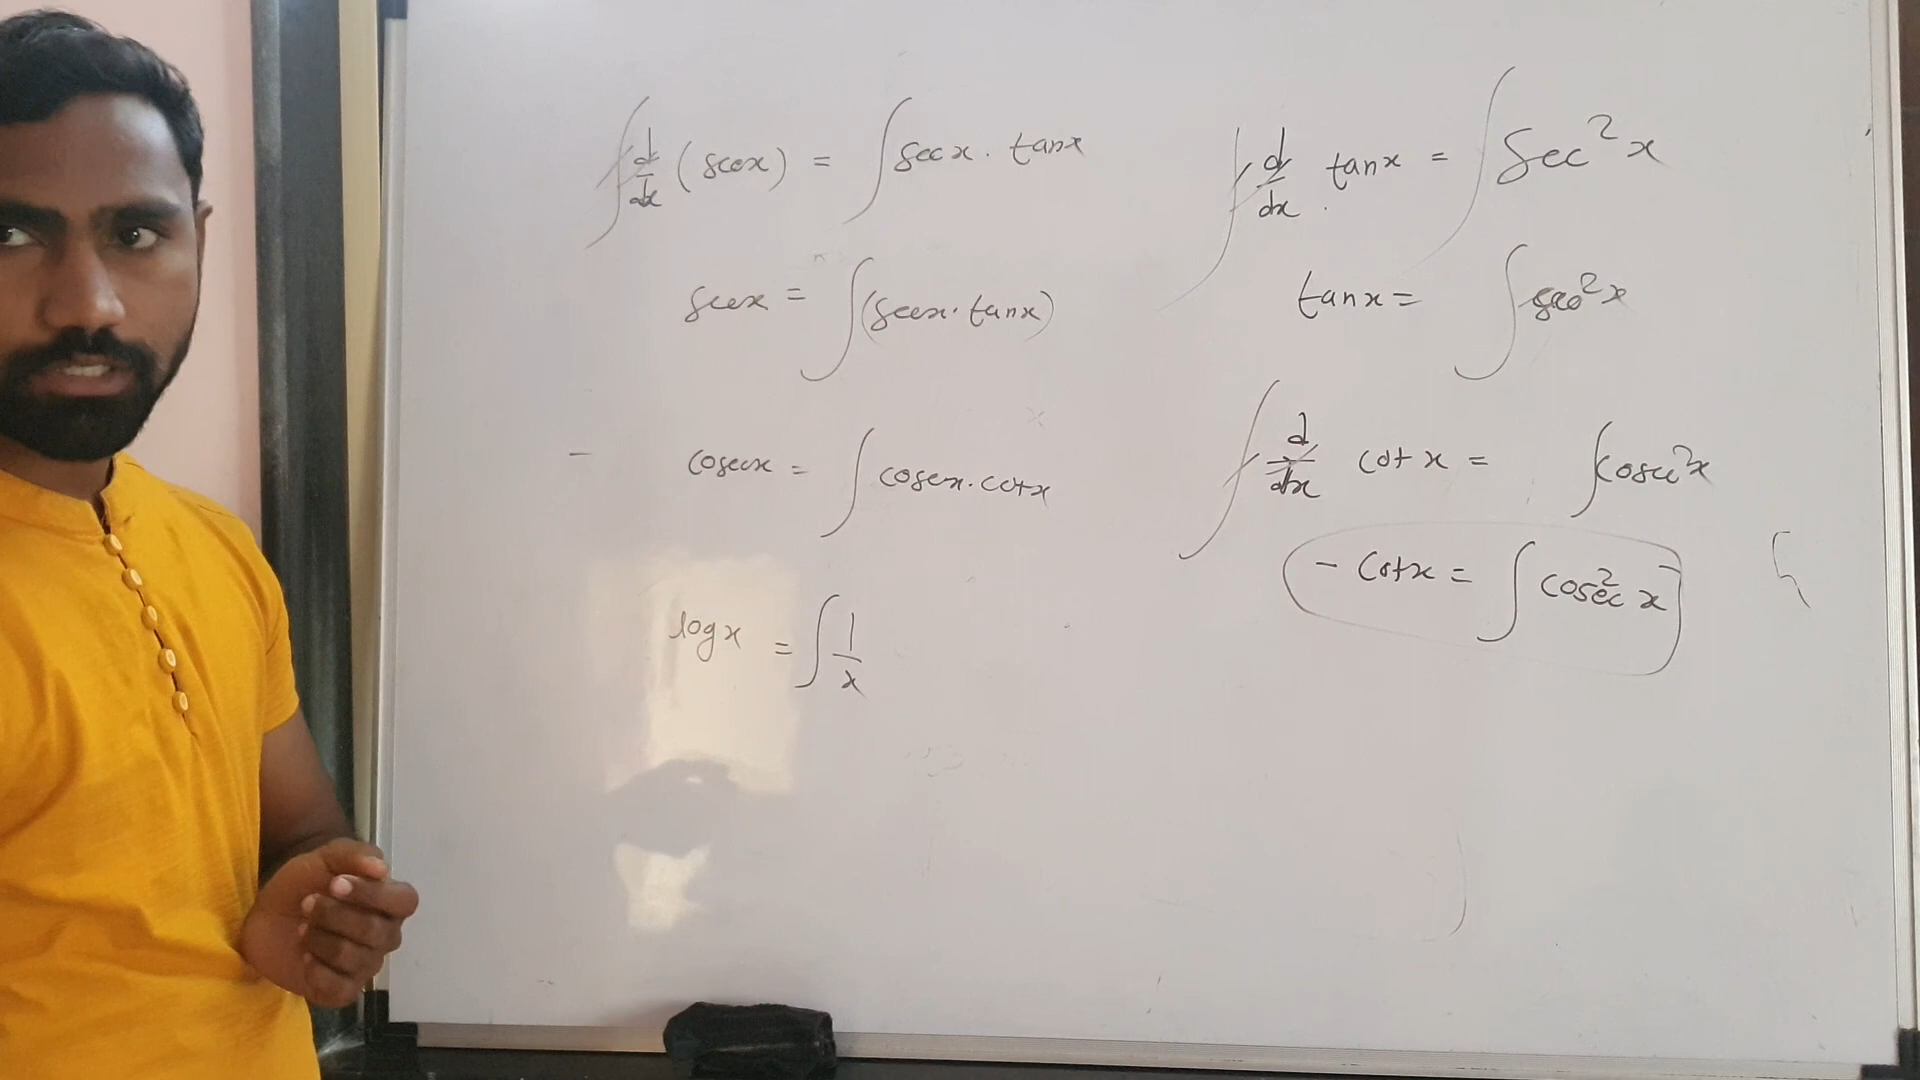 ∫ d/dx (secx) = ∫ secx . tanx
secx = ∫ (secx . tanx)
- cosecx = ∫ cosecx . cotx
logx = ∫ 1/x
∫ d/dx tanx = ∫ Sec²x
tanx = ∫ sec²x
∫ d/dx cotx = ∫ cosec²x
- Cotx = ∫ cosec²x